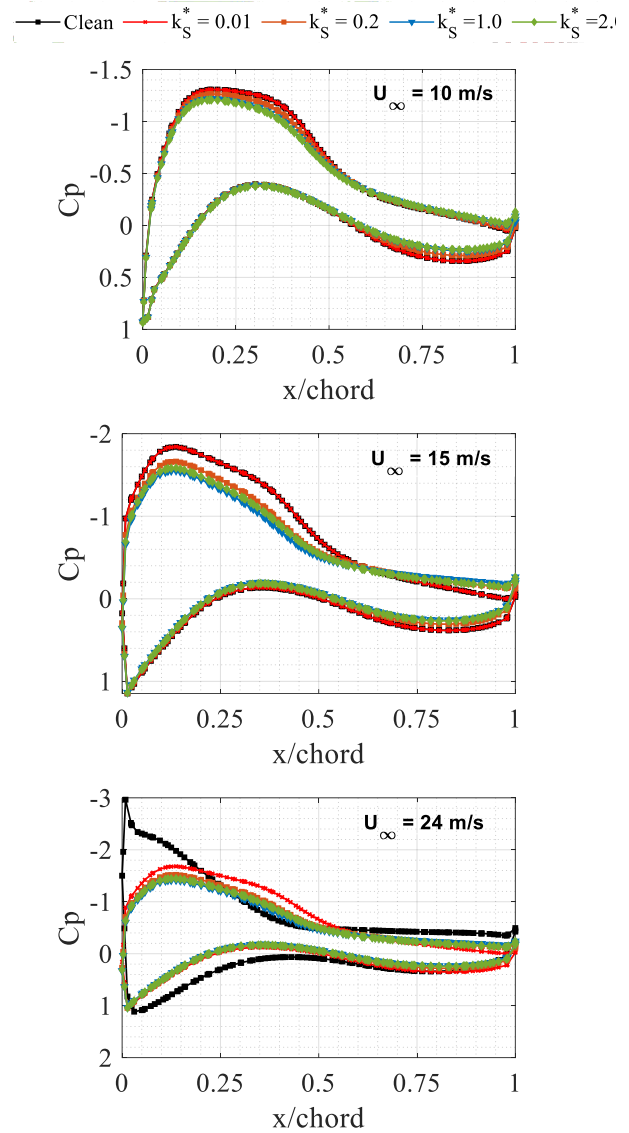 Clean k*S = 0.01 k*S = 0.2 k*S =1.0 k*S =2.0
-1.5
U∞ = 10 m/s
-1
-0.5
Cp
0
0.5
1
0 0.25 0.5 0.75 1
x/chord
-2
U∞ = 15 m/s
-1
Cp
0
1
0 0.25 0.5 0.75 1
x/chord
-3
U∞ = 24 m/s
-2
-1
Cp
0
1
2
0 0.25 0.5 0.75 1
x/chord